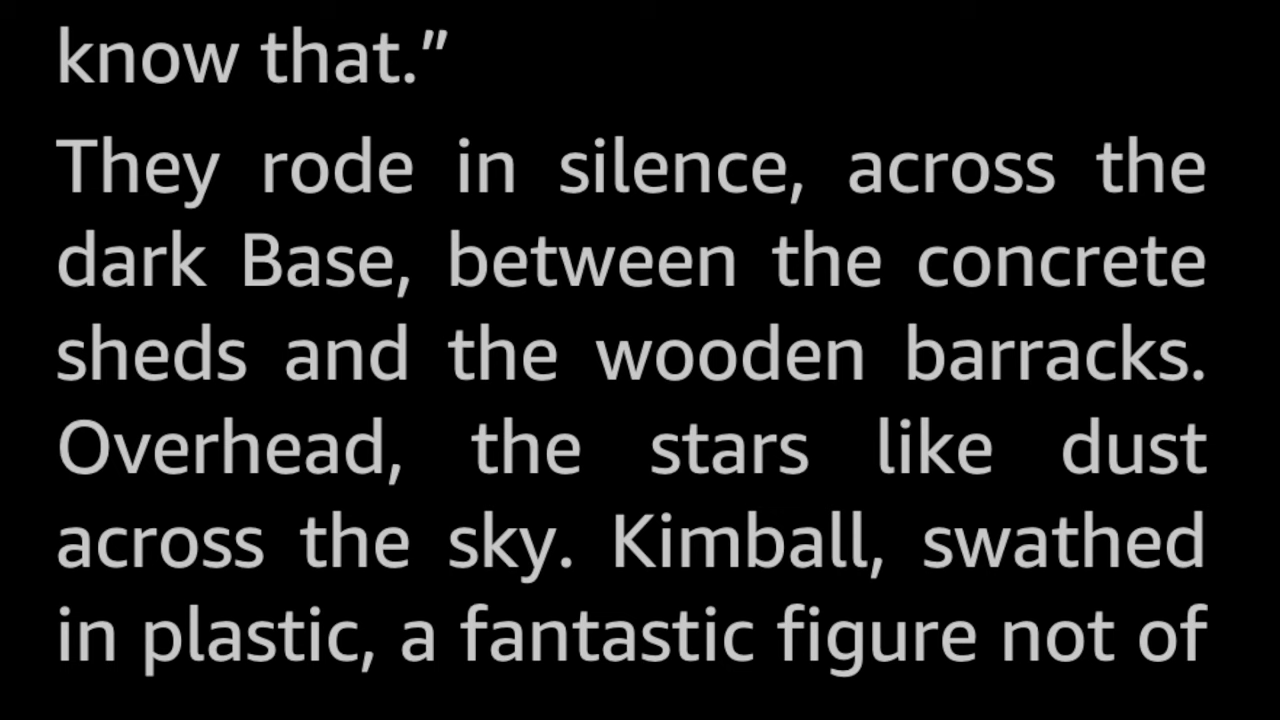 know that.”
They rode in silence, across the
dark Base, between the concrete
sheds and the wooden barracks.
Overhead, the stars like dust
across the sky. Kimball, swathed
in plastic, a fantastic figure not of